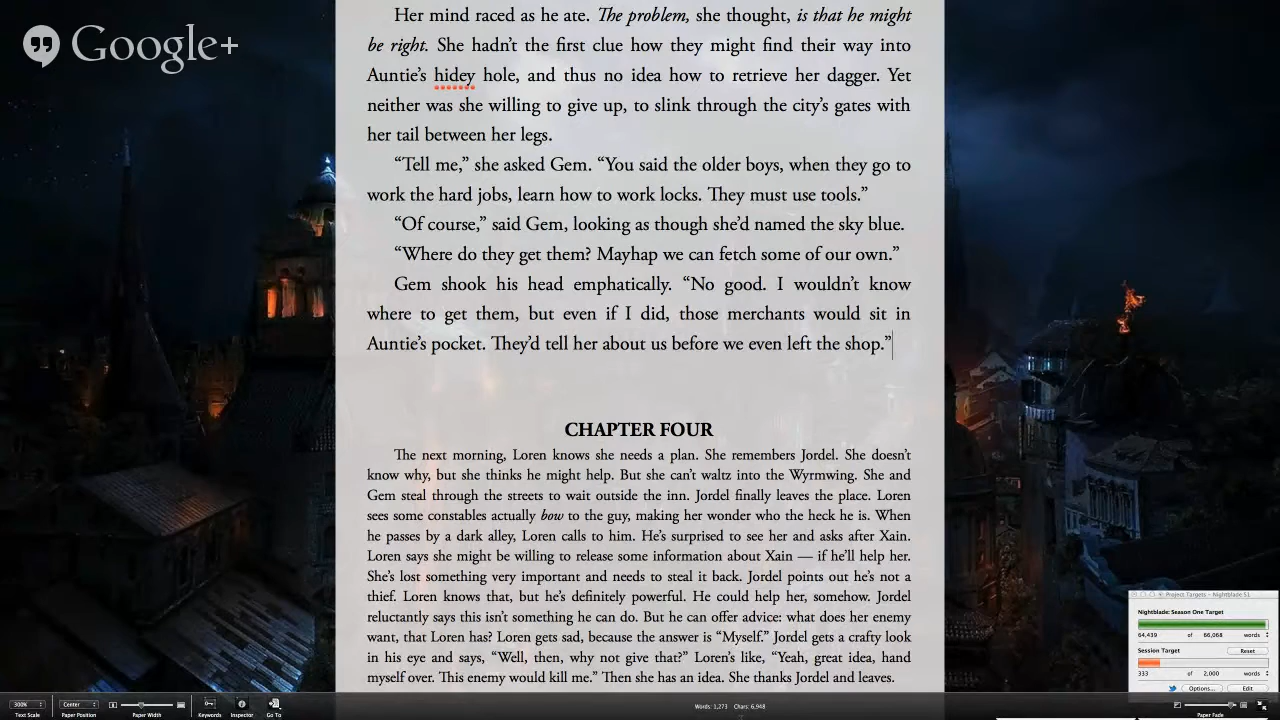 Google+
Her mind raced as he ate. The problem, she thought, is that he might
be right. She hadn't the first clue how they might find their way into
Auntie's hidey hole, and thus no idea how to retrieve her dagger. Yet
neither was she willing to give up, to slink through the city's gates with
her tail between her legs.
“Tell me,” she asked Gem. “You said the older boys, when they go to
work the hard jobs, learn how to work locks. They must use tools.”
“Of course,” said Gem, looking as though she'd named the sky blue.
“Where do they get them? Mayhap we can fetch some of our own.”
Gem shook his head emphatically. “No good. I wouldn't know
where to get them, but even if I did, those merchants would sit in
Auntie's pocket. They'd tell her about us before we even left the shop.”
CHAPTER FOUR
The next morning, Loren knows she needs a plan. She remembers Jordel. She doesn't
know why, but she thinks he might help. But she can't waltz into the Wyrmwing. She and
Gem steal through the streets to wait outside the inn. Jordel finally leaves the place. Loren
sees some constables actually bow to the guy, making her wonder who the heck he is. When
he passes by a dark alley, Loren calls to him. He's surprised to see her and asks after Xain.
Loren says she might be willing to release some information about Xain — if he'll help her.
She's lost something very important and needs to steal it back. Jordel points out he's not a
thief. Loren knows that, but he's definitely powerful. He could help her, somehow. Jordel
reluctantly says this isn't something he can do. But he can offer advice: what does her enemy
want, that Loren has? Loren gets sad, because the answer is “Myself.” Jordel gets a crafty look
in his eye and says, “Well, then, why not give that?” Loren's like, “Yeah, great idea, hand
myself over. This enemy would kill me.” Then she has an idea. She thanks Jordel and leaves.
Project Targets - Nightblade S1
Nightblade: Season One Target
64,439 of 66,068 words
Session Target Reset
333 of 2,000 words
Options... Edit
300% Center
Text Scale Paper Position Paper Width Keywords Inspector Go To Words: 1,273 Chars: 6,948 Paper Fade